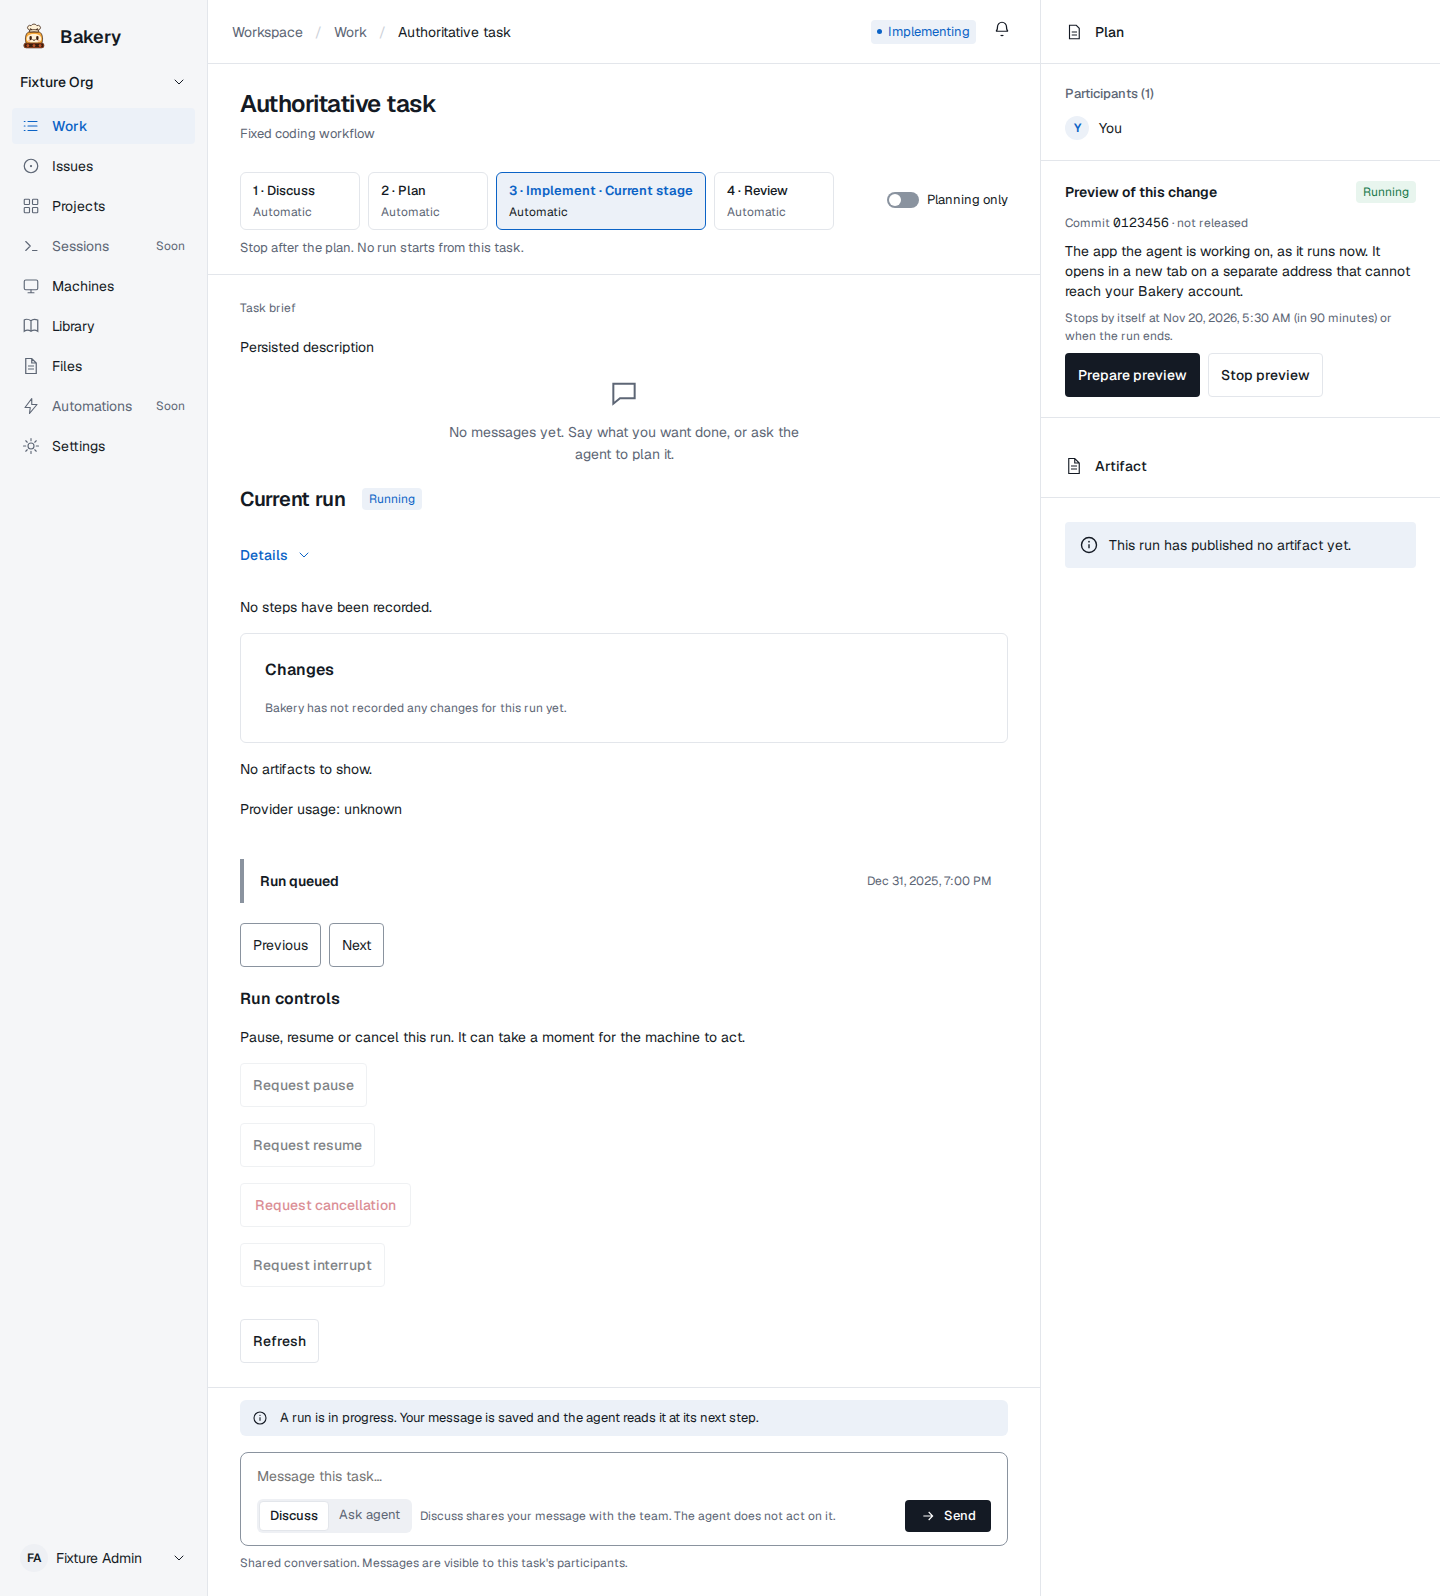 Bakery
Fixture Org
Work
Issues
Projects
Sessions Soon
Machines
Library
Files
Automations Soon
Settings
FA Fixture Admin
Workspace / Work / Authoritative task
Implementing
Authoritative task
Fixed coding workflow
1 · Discuss
Automatic
2 · Plan
Automatic
3 · Implement · Current stage
Automatic
4 · Review
Automatic
Planning only
Stop after the plan. No run starts from this task.
Task brief
Persisted description
No messages yet. Say what you want done, or ask the
agent to plan it.
Current run Running
Details
No steps have been recorded.
Changes
Bakery has not recorded any changes for this run yet.
No artifacts to show.
Provider usage: unknown
Run queued Dec 31, 2025, 7:00 PM
Previous Next
Run controls
Pause, resume or cancel this run. It can take a moment for the machine to act.
Request pause
Request resume
Request cancellation
Request interrupt
Refresh
A run is in progress. Your message is saved and the agent reads it at its next step.
Message this task...
Discuss Ask agent Discuss shares your message with the team. The agent does not act on it. Send
Shared conversation. Messages are visible to this task's participants.
Plan
Participants (1)
Y You
Preview of this change Running
Commit 0123456 · not released
The app the agent is working on, as it runs now. It
opens in a new tab on a separate address that cannot
reach your Bakery account.
Stops by itself at Nov 20, 2026, 5:30 AM (in 90 minutes) or
when the run ends.
Prepare preview Stop preview
Artifact
This run has published no artifact yet.